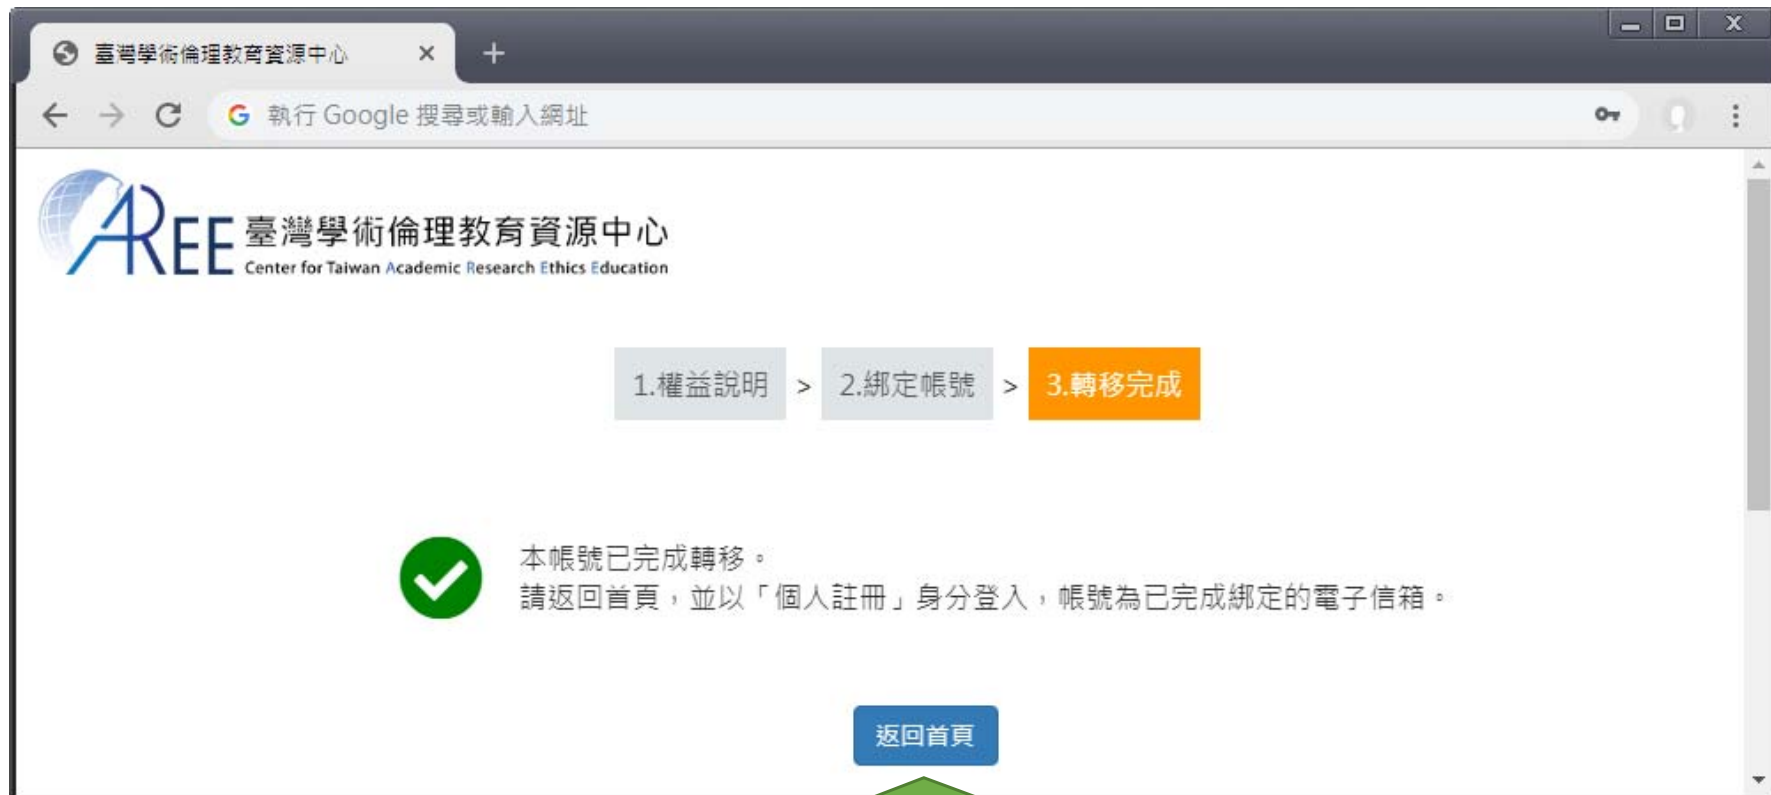 臺灣學術倫理教育資源中心
執行 Google 搜尋或輸入網址
AREE 臺灣學術倫理教育資源中心
Center for Taiwan Academic Research Ethics Education
1.權益說明 > 2.綁定帳號 > 3.轉移完成
本帳號已完成轉移。
請返回首頁，並以「個人註冊」身分登入，帳號為已完成綁定的電子信箱。
返回首頁